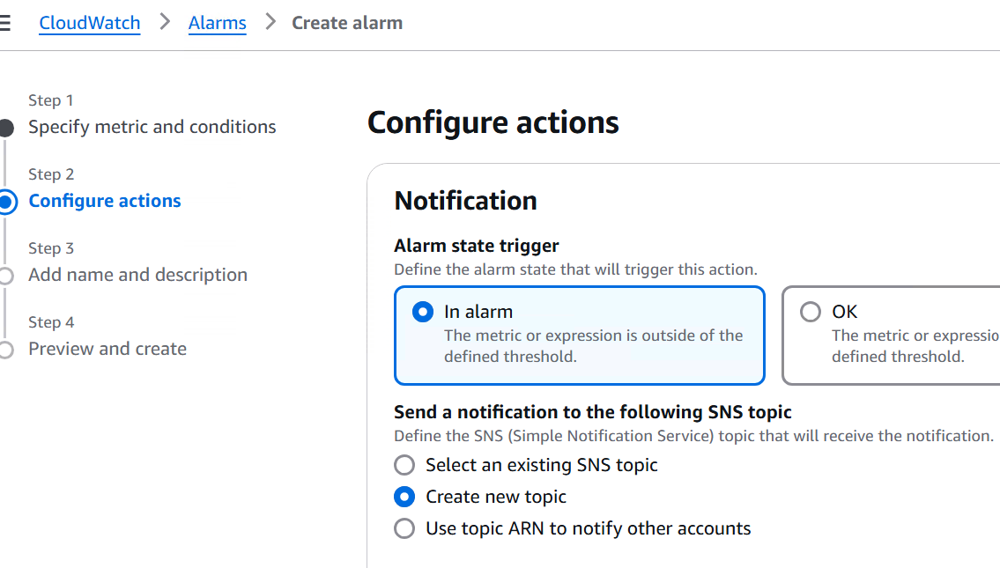 CloudWatch > Alarms > Create alarm
Step 1
Specify metric and conditions
Step 2
Configure actions
Step 3
Add name and description
Step 4
Preview and create
Configure actions
Notification
Alarm state trigger
Define the alarm state that will trigger this action.
In alarm
The metric or expression is outside of the
defined threshold.
OK
The metric or expressio
defined threshold.
Send a notification to the following SNS topic
Define the SNS (Simple Notification Service) topic that will receive the notification.
Select an existing SNS topic
Create new topic
Use topic ARN to notify other accounts